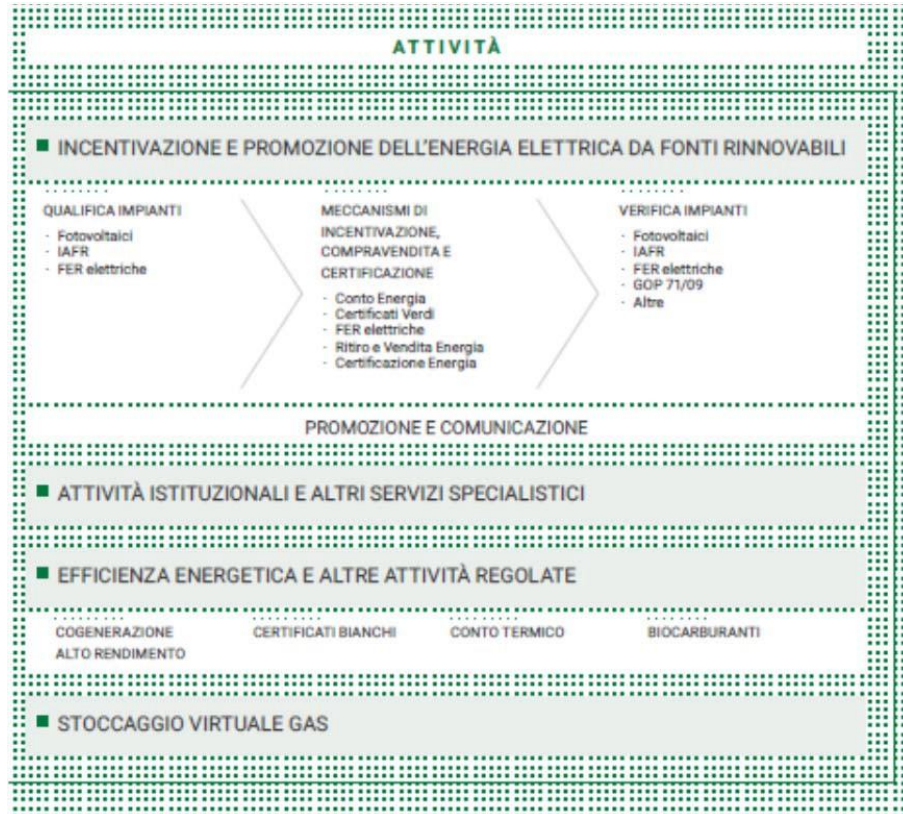 ATTIVITÀ
INCENTIVAZIONE E PROMOZIONE DELL'ENERGIA ELETTRICA DA FONTI RINNOVABILI
QUALIFICA IMPIANTI
· Fotovoltaici
· IAFR
· FER elettriche
MECCANISMI DI
INCENTIVAZIONE,
COMPRAVENDITA E
CERTIFICAZIONE
· Conto Energia
· Certificati Verdi
· FER elettriche
· Ritiro e Vendita Energia
· Certificazione Energia
VERIFICA IMPIANTI
· Fotovoltaici
· IAFR
· FER elettriche
· GOP 71/09
· Altre
PROMOZIONE E COMUNICAZIONE
ATTIVITÀ ISTITUZIONALI E ALTRI SERVIZI SPECIALISTICI
EFFICIENZA ENERGETICA E ALTRE ATTIVITÀ REGOLATE
COGENERAZIONE
ALTO RENDIMENTO
CERTIFICATI BIANCHI
CONTO TERMICO
BIOCARBURANTI
STOCCAGGIO VIRTUALE GAS